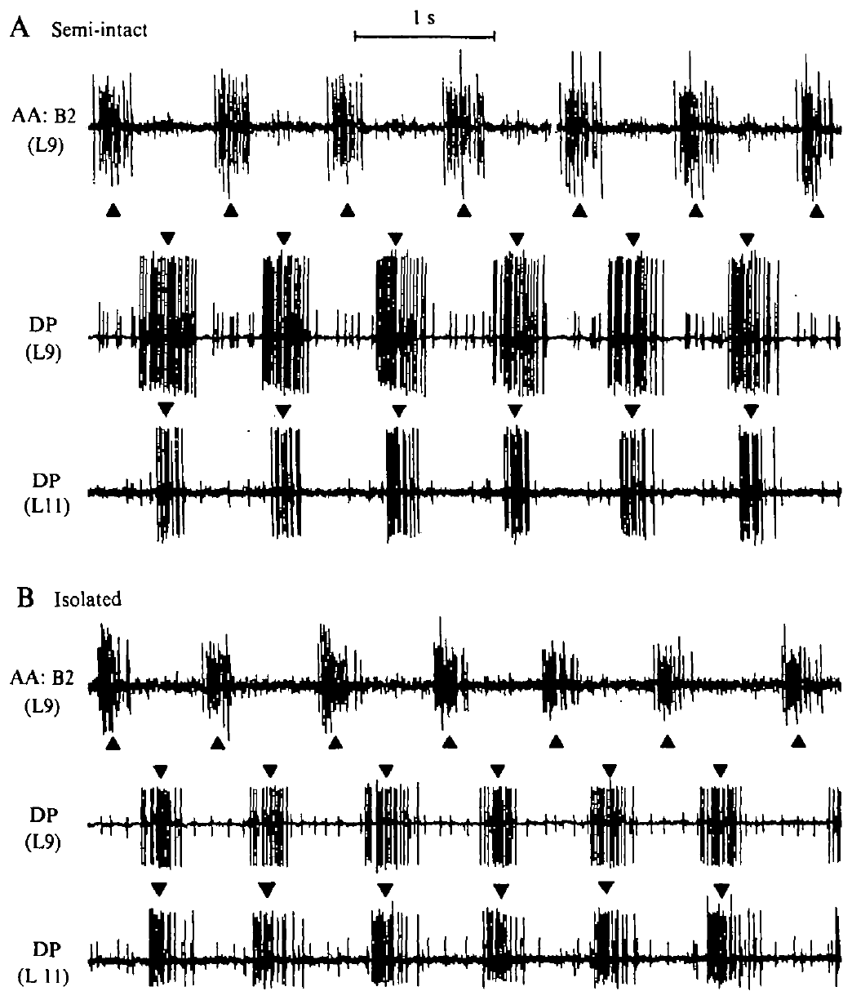 A Semi-intact
1 s
AA: B2
(L9)
DP
(L9)
DP
(L11)
B Isolated
AA: B2
(L9)
DP
(L9)
DP
(L 11)